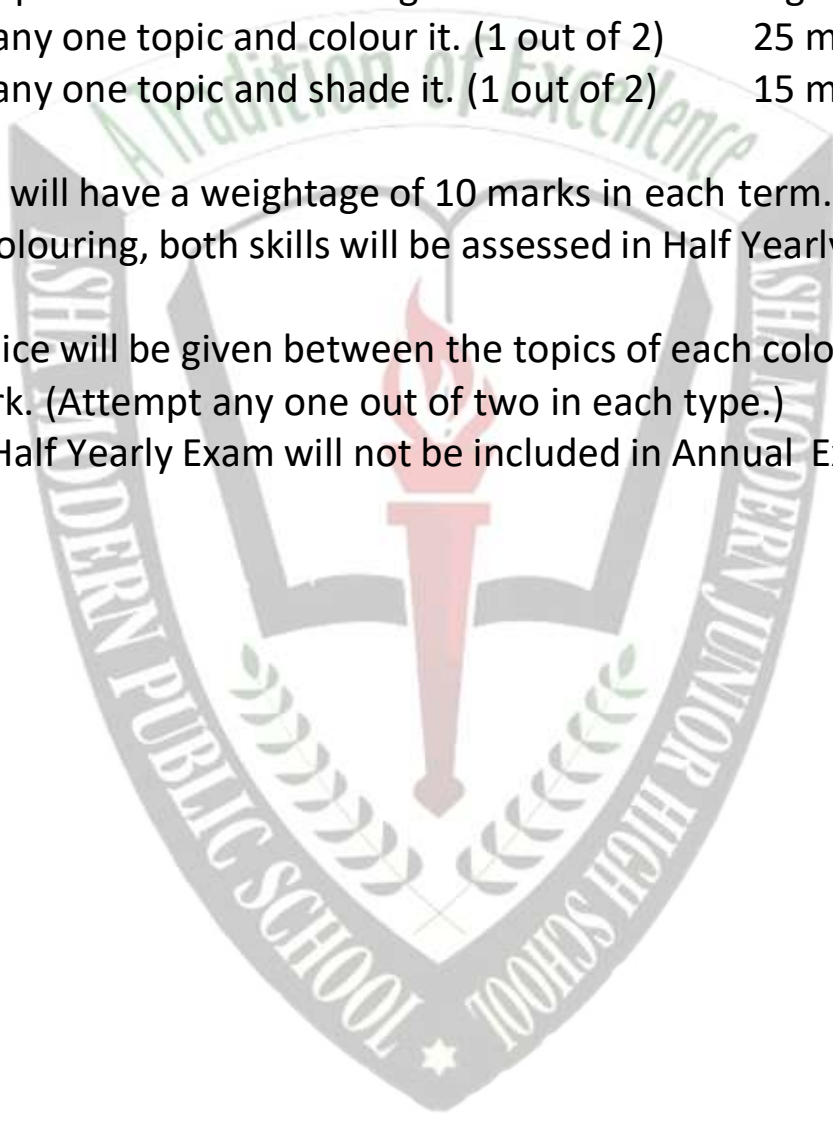 any one topic and colour it. (1 out of 2) 25 m
any one topic and shade it. (1 out of 2) 15 m
will have a weightage of 10 marks in each term.
olouring, both skills will be assessed in Half Yearly
ice will be given between the topics of each colo
rk. (Attempt any one out of two in each type.)
Half Yearly Exam will not be included in Annual Ex
A Tradition of Excellence
ASHA MODERN PUBLIC SCHOOL
ASHA MODERN JUNIOR HIGH SCHOOL